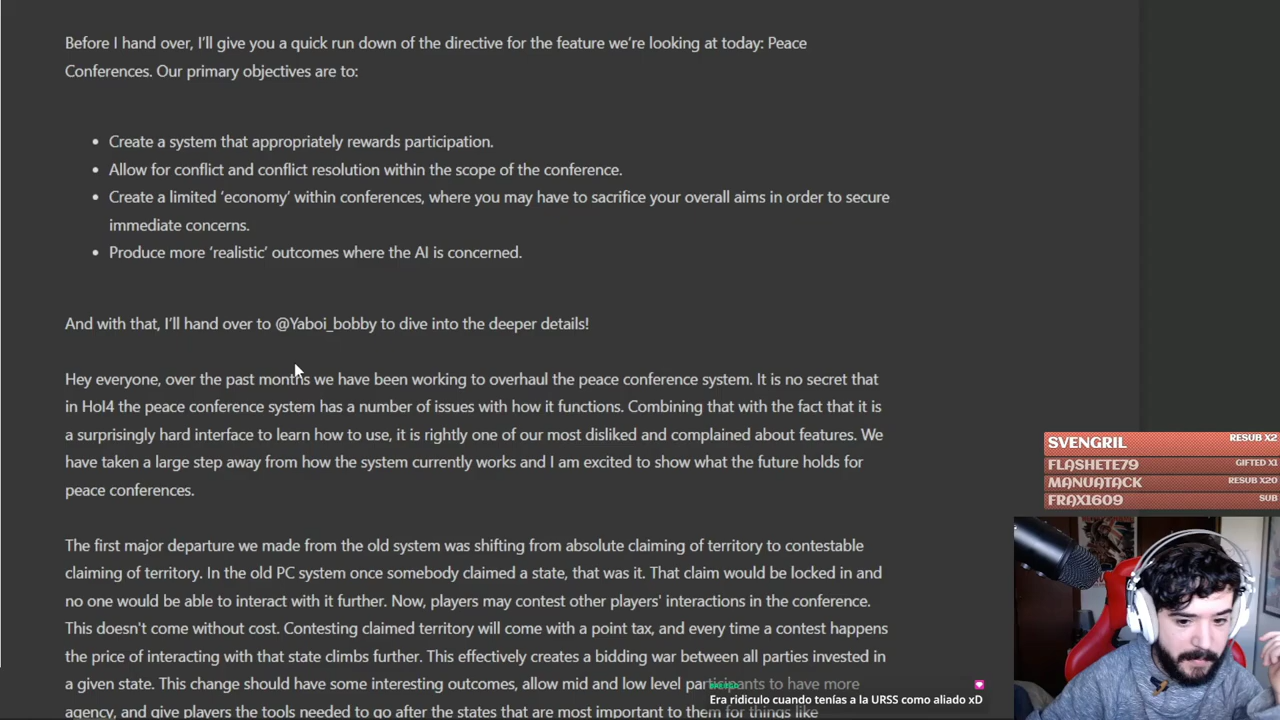 Before I hand over, I'll give you a quick run down of the directive for the feature we're looking at today: Peace
Conferences. Our primary objectives are to:
• Create a system that appropriately rewards participation.
• Allow for conflict and conflict resolution within the scope of the conference.
• Create a limited 'economy' within conferences, where you may have to sacrifice your overall aims in order to secure
immediate concerns.
• Produce more 'realistic' outcomes where the AI is concerned.
And with that, I'll hand over to @Yaboi_bobby to dive into the deeper details!
Hey everyone, over the past months we have been working to overhaul the peace conference system. It is no secret that
in HoI4 the peace conference system has a number of issues with how it functions. Combining that with the fact that it is
a surprisingly hard interface to learn how to use, it is rightly one of our most disliked and complained about features. We
have taken a large step away from how the system currently works and I am excited to show what the future holds for
peace conferences.
The first major departure we made from the old system was shifting from absolute claiming of territory to contestable
claiming of territory. In the old PC system once somebody claimed a state, that was it. That claim would be locked in and
no one would be able to interact with it further. Now, players may contest other players' interactions in the conference.
This doesn't come without cost. Contesting claimed territory will come with a point tax, and every time a contest happens
the price of interacting with that state climbs further. This effectively creates a bidding war between all parties invested in
a given state. This change should have some interesting outcomes, allow mid and low level participants to have more
agency, and give players the tools needed to go after the states that are most important to them for things like
Era ridiculo cuando tenías a la URSS como aliado xD
SVENGRIL RESUB X2
FLASHETE79 GIFTED X1
MANUATACK RESUB X20
FRAX1609 SUB